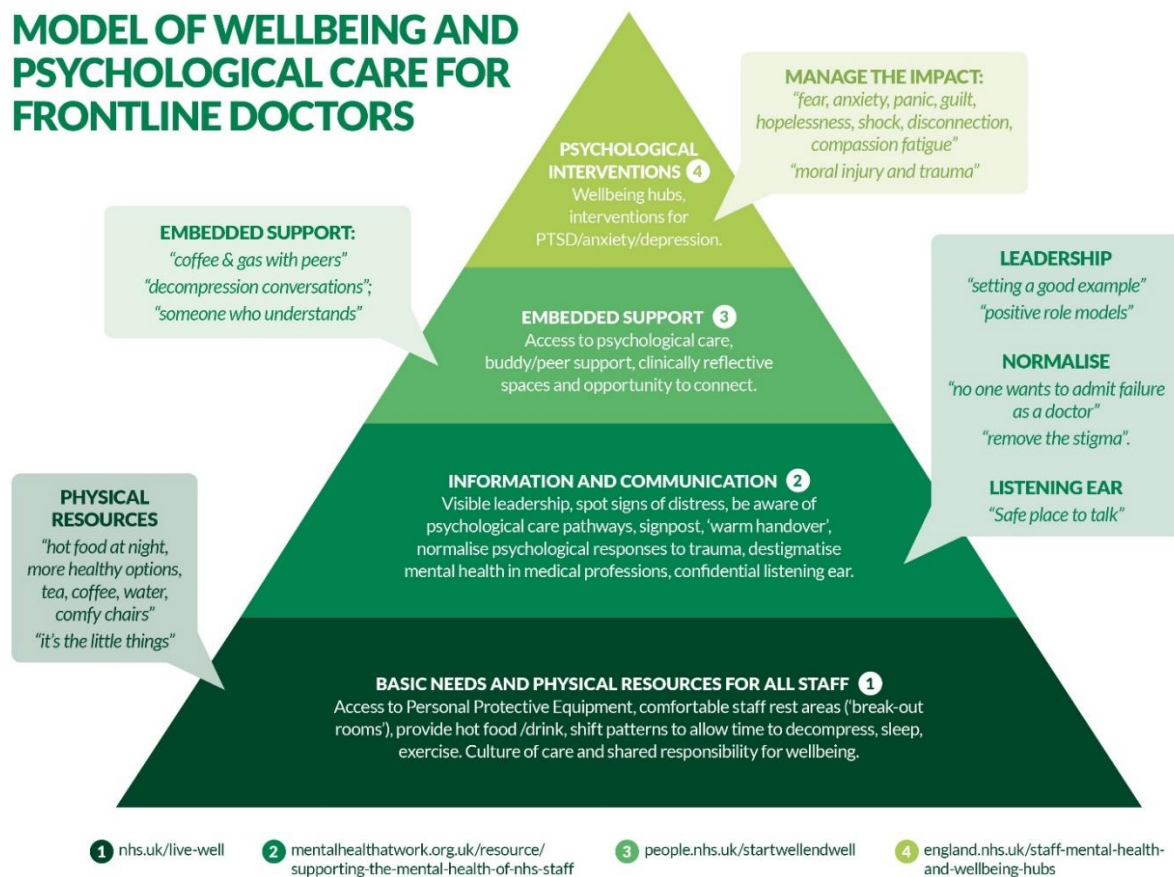 MODEL OF WELLBEING AND
PSYCHOLOGICAL CARE FOR
FRONTLINE DOCTORS
MANAGE THE IMPACT:
“fear, anxiety, panic, guilt,
hopelessness, shock, disconnection,
compassion fatigue”
“moral injury and trauma”
PSYCHOLOGICAL
INTERVENTIONS 4
Wellbeing hubs,
interventions for
PTSD/anxiety/depression.
EMBEDDED SUPPORT:
“coffee & gas with peers”
“decompression conversations”;
“someone who understands”
EMBEDDED SUPPORT 3
Access to psychological care,
buddy/peer support, clinically reflective
spaces and opportunity to connect.
LEADERSHIP
“setting a good example”
“positive role models”
NORMALISE
“no one wants to admit failure
as a doctor”
“remove the stigma”.
LISTENING EAR
“Safe place to talk”
INFORMATION AND COMMUNICATION 2
Visible leadership, spot signs of distress, be aware of
psychological care pathways, signpost, ‘warm handover’,
normalise psychological responses to trauma, destigmatise
mental health in medical professions, confidential listening ear.
PHYSICAL
RESOURCES
“hot food at night,
more healthy options,
tea, coffee, water,
comfy chairs”
“it’s the little things”
BASIC NEEDS AND PHYSICAL RESOURCES FOR ALL STAFF 1
Access to Personal Protective Equipment, comfortable staff rest areas (‘break-out
rooms’), provide hot food /drink, shift patterns to allow time to decompress, sleep,
exercise. Culture of care and shared responsibility for wellbeing.
1 nhs.uk/live-well
2 mentalhealthatwork.org.uk/resource/
supporting-the-mental-health-of-nhs-staff
3 people.nhs.uk/startwellendwell
4 england.nhs.uk/staff-mental-health-
and-wellbeing-hubs